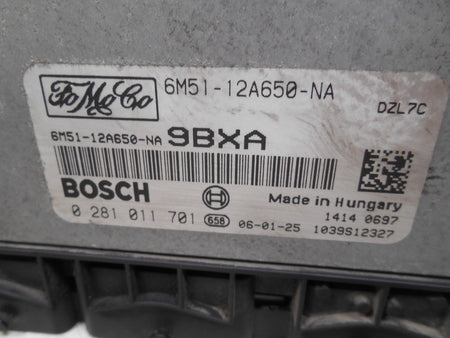 FoMoCo 6M51-12A650-NA
DZL7C
6M51-12A650-NA 9BXA
BOSCH
Made in Hungary
0 281 011 701 658 06-01-25
1414 0697
1039S12327